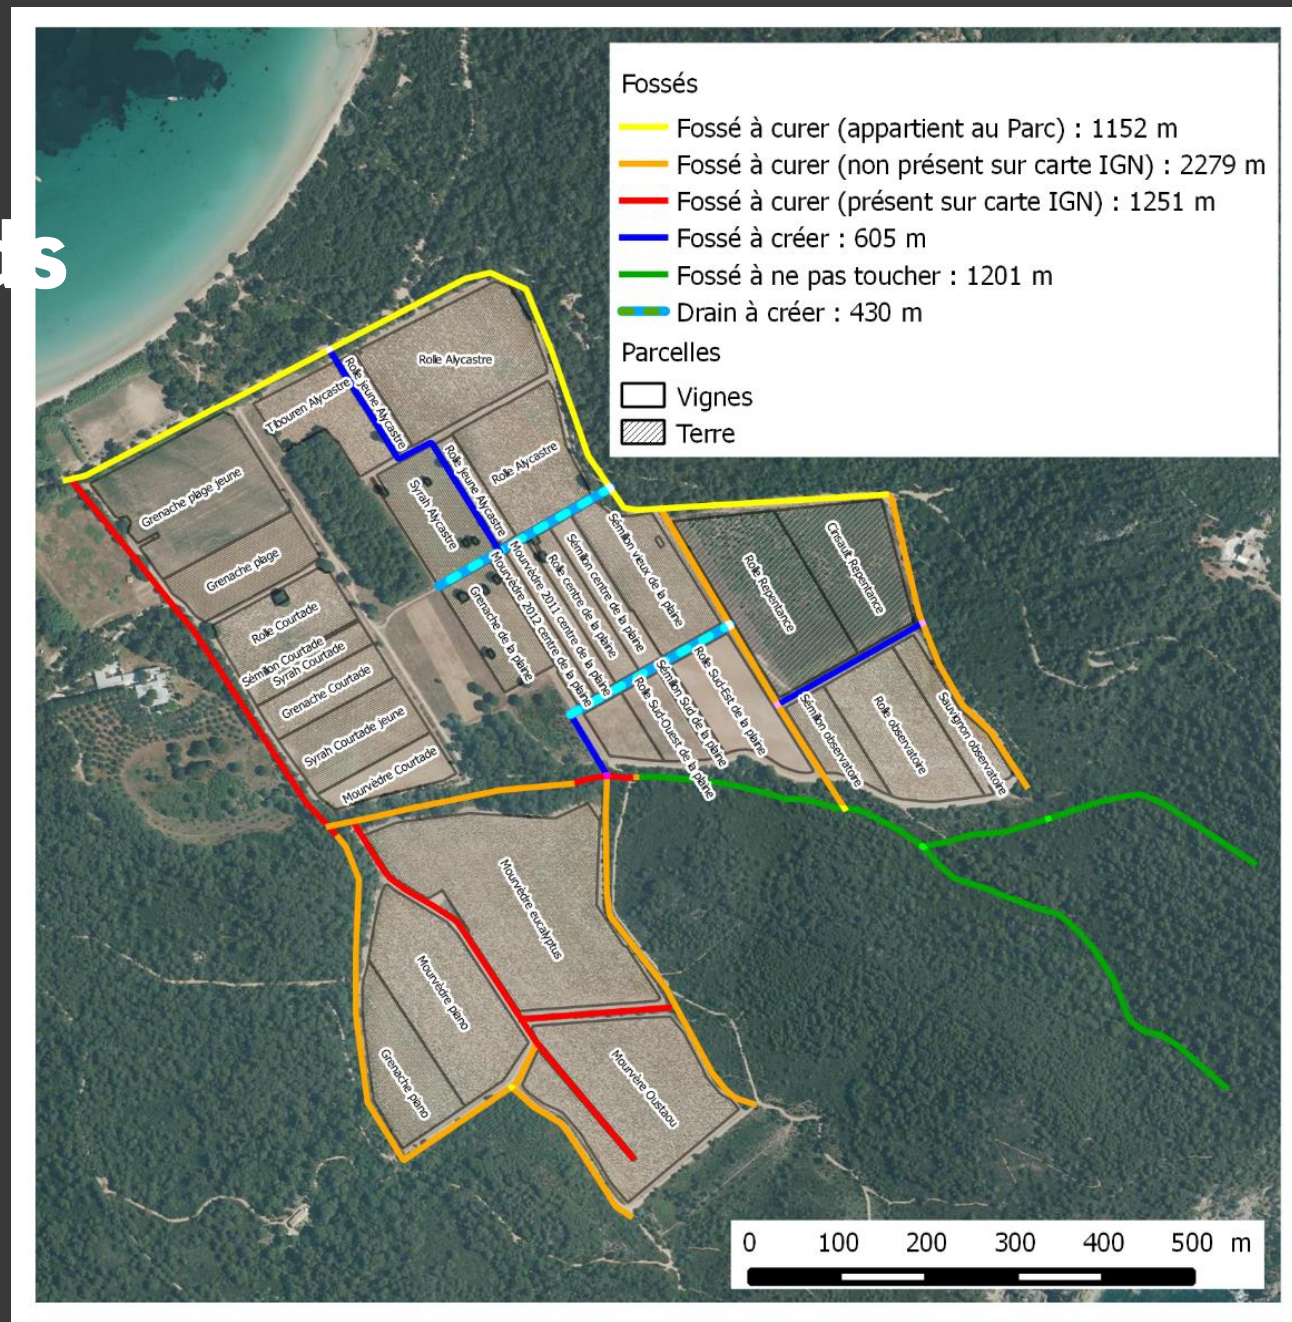 Fossés
Fossé à curer (appartient au Parc) : 1152 m
Fossé à curer (non présent sur carte IGN) : 2279 m
Fossé à curer (présent sur carte IGN) : 1251 m
Fossé à créer : 605 m
Fossé à ne pas toucher : 1201 m
Drain à créer : 430 m
Parcelles
Vignes
Terre
s
Rolle Alycastre
Rolle jeune Alycastre
Tibouren Alycastre
Rolle jeune Alycastre
Rolle Alycastre
Syrah Alycastre
Grenache plage jeune
Grenache plage
Rolle Courtade
Sémillon Courtade
Syrah Courtade
Grenache Courtade
Syrah Courtade jeune
Mourvèdre Courtade
Grenache de la plaine
Mourvèdre 2012 centre de la plaine
Mourvèdre 2011 centre de la plaine
Rolle centre de la plaine
Sémillon centre de la plaine
Sémillon vieux de la plaine
Rolle Repentance
Cinsault Repentance
Rolle Sud-Ouest de la plaine
Sémillon Sud de la plaine
Rolle Sud-Est de la plaine
Sémillon observatoire
Rolle observatoire
Sauvignon observatoire
Mourvèdre eucalyptus
Mourvèdre piano
Grenache piano
Mourvère Oustaou
0 100 200 300 400 500 m